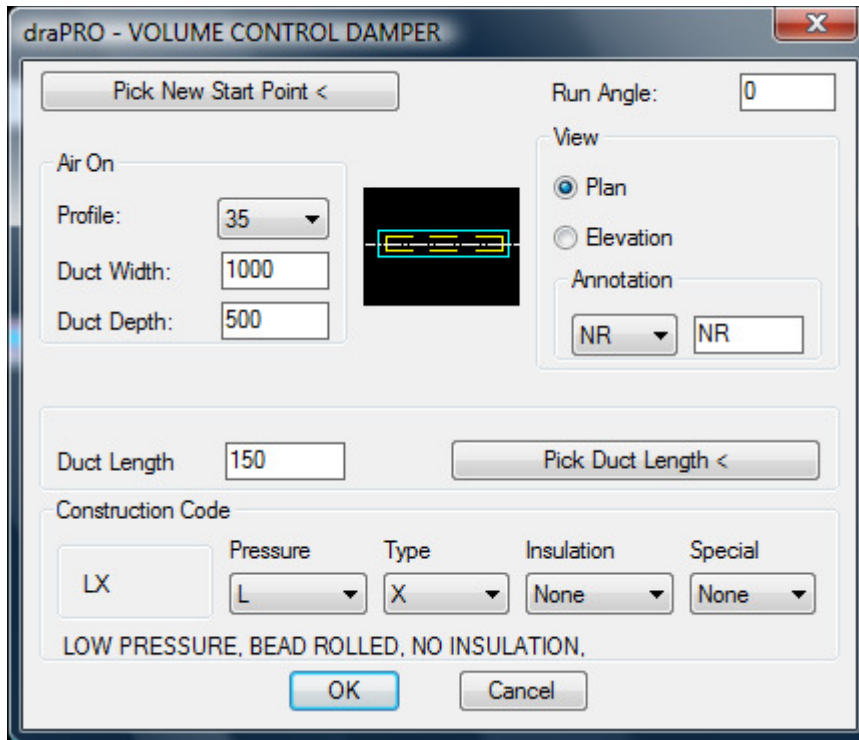 draPRO - VOLUME CONTROL DAMPER
Pick New Start Point <
Run Angle: 0
View
Air On
Plan
Profile: 35
Elevation
Duct Width: 1000
Annotation
Duct Depth: 500
NR NR
Duct Length 150 Pick Duct Length <
Construction Code
Pressure Type Insulation Special
LX L X None None
LOW PRESSURE, BEAD ROLLED, NO INSULATION,
OK Cancel